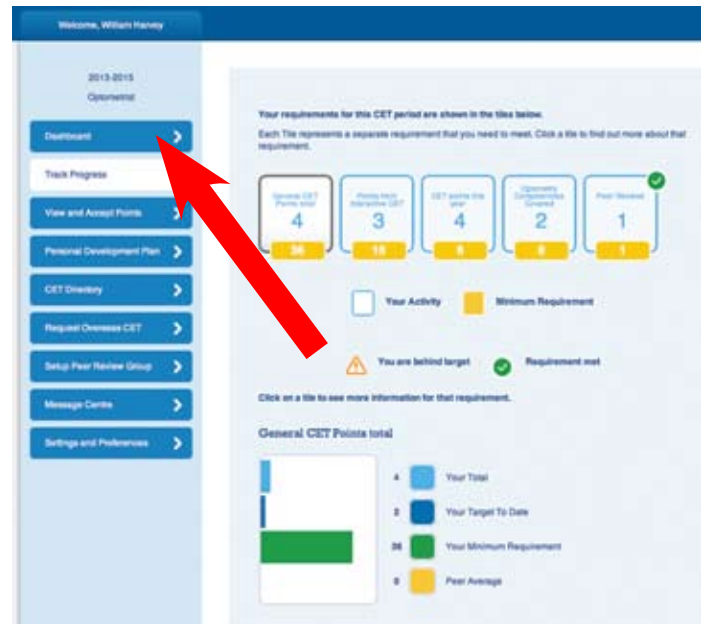 Welcome, William Harvey
2013-2015
Optometrist
Dashboard
Track Progress
View and Accept Points
Personal Development Plan
CET Directory
Request Overseas CET
Setup Peer Review Group
Message Centre
Settings and Preferences
Your requirements for this CET period are shown in the tiles below.
Each Tile represents a separate requirement that you need to meet. Click a tile to find out more about that
requirement.
General CET
Points total
4
36
Points from
Interactive CET
3
18
CET points this
year
4
6
Optometry
Competencies
Covered
2
8
Peer Review
1
1
Your Activity
Minimum Requirement
You are behind target
Requirement met
Click on a tile to see more information for that requirement.
General CET Points total
4 Your Total
2 Your Target To Date
36 Your Minimum Requirement
0 Peer Average